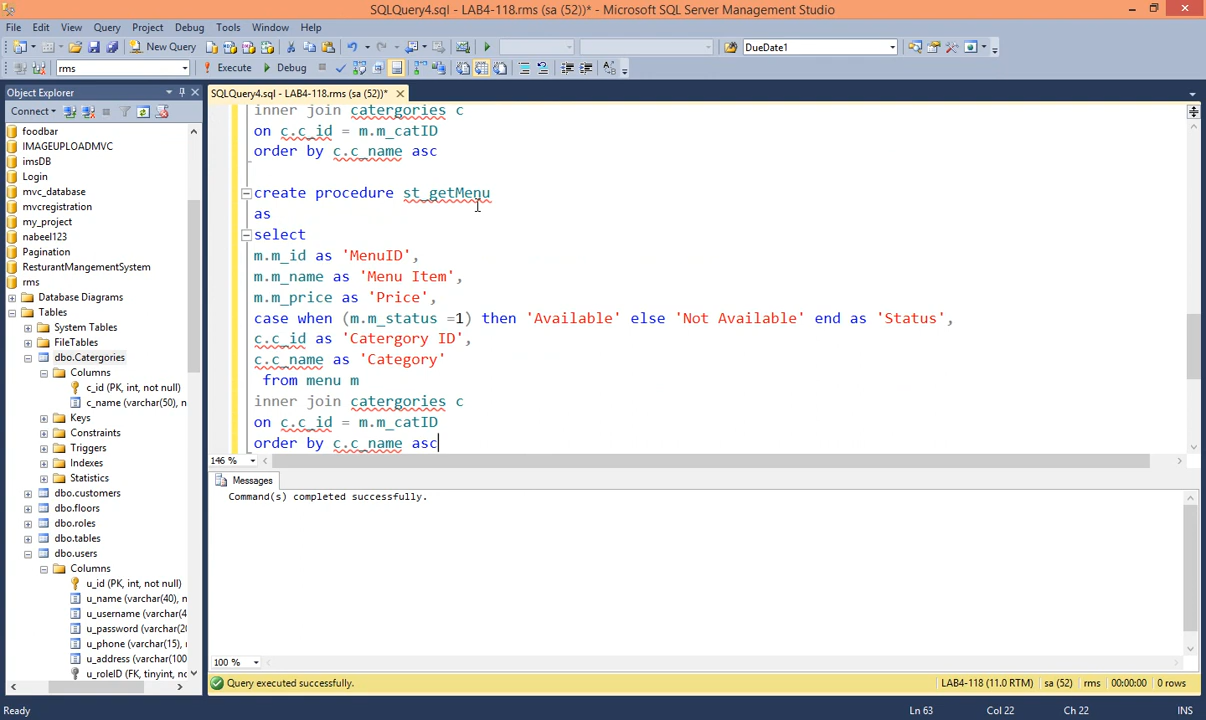 SQLQuery4.sql - LAB4-118.rms (sa (52))* - Microsoft SQL Server Management Studio
File Edit View Query Project Debug Tools Window Help
New Query DueDate1
rms Execute Debug
Object Explorer
SQLQuery4.sql - LAB4-118.rms (sa (52))*
Connect
foodbar
IMAGEUPLOADMVC
imsDB
Login
mvc_database
mvcregistration
my_project
nabeel123
Pagination
ResturantMangementSystem
rms
Database Diagrams
Tables
System Tables
FileTables
dbo.Catergories
Columns
c_id (PK, int, not null)
c_name (varchar(50), n
Keys
Constraints
Triggers
Indexes
Statistics
dbo.customers
dbo.floors
dbo.roles
dbo.tables
dbo.users
Columns
u_id (PK, int, not null)
u_name (varchar(40), n
u_username (varchar(4
u_password (varchar(20
u_phone (varchar(15), r
u_address (varchar(100
u_roleID (FK, tinyint, no
inner join catergories c
on c.c_id = m.m_catID
order by c.c_name asc
create procedure st_getMenu
as
select
m.m_id as 'MenuID',
m.m_name as 'Menu Item',
m.m_price as 'Price',
case when (m.m_status =1) then 'Available' else 'Not Available' end as 'Status',
c.c_id as 'Catergory ID',
c.c_name as 'Category'
from menu m
inner join catergories c
on c.c_id = m.m_catID
order by c.c_name asc
146 %
Messages
Command(s) completed successfully.
100 %
Query executed successfully. LAB4-118 (11.0 RTM) sa (52) rms 00:00:00 0 rows
Ready Ln 63 Col 22 Ch 22 INS